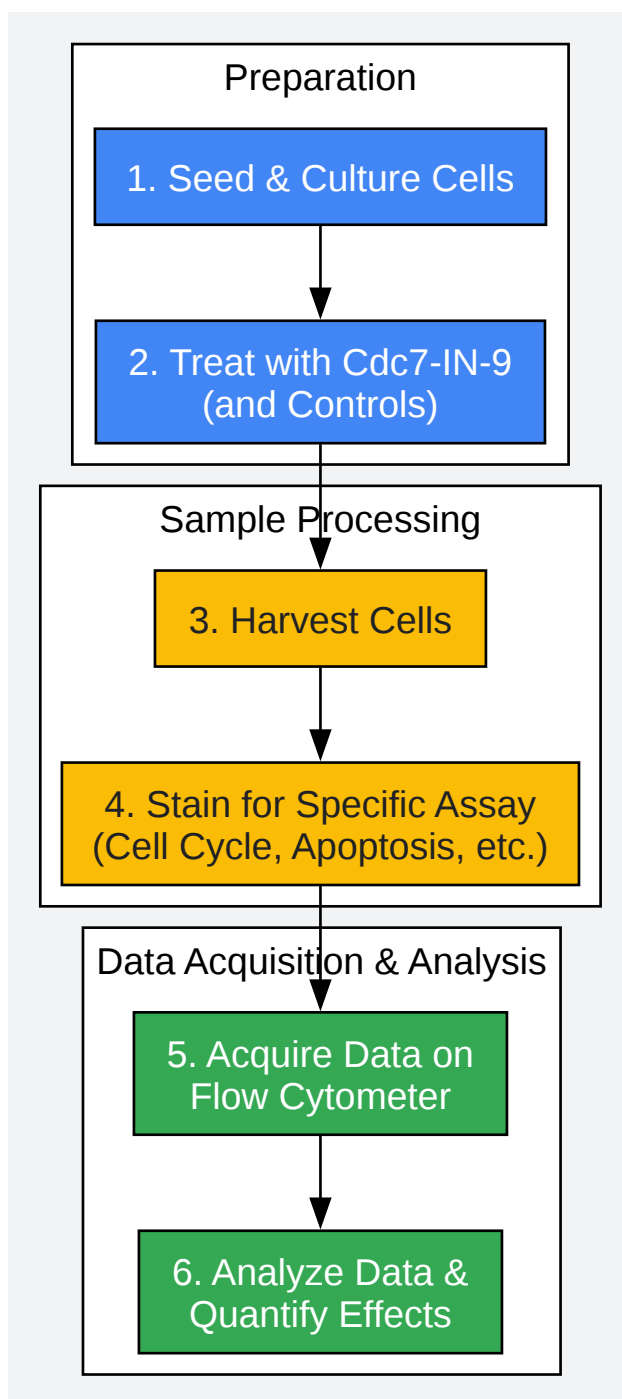 Preparation
1. Seed & Culture Cells
2. Treat with Cdc7-IN-9
(and Controls)
Sample Processing
3. Harvest Cells
4. Stain for Specific Assay
(Cell Cycle, Apoptosis, etc.)
Data Acquisition & Analysis
5. Acquire Data on
Flow Cytometer
6. Analyze Data &
Quantify Effects